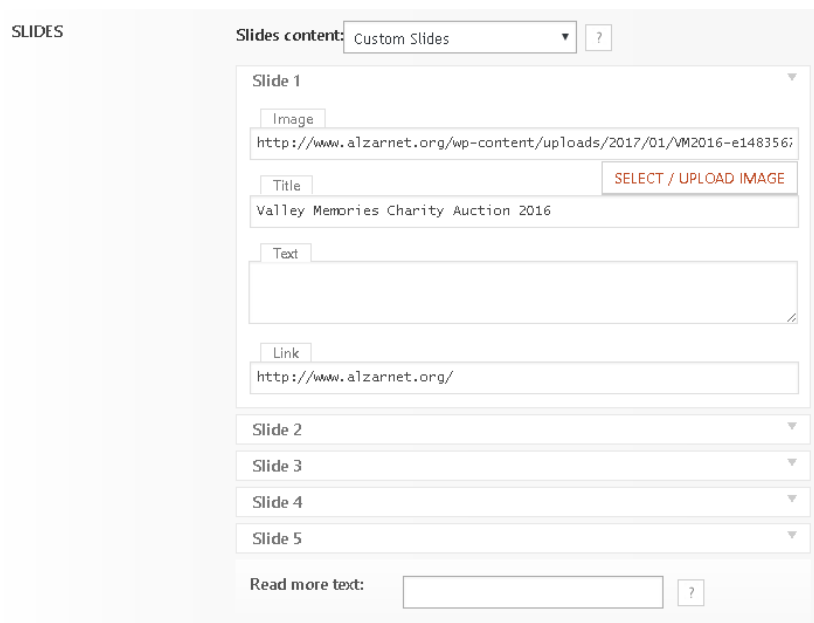 SLIDES
Slides content: Custom Slides ?
Slide 1
Image
http://www.alzarnet.org/wp-content/uploads/2017/01/VM2016-e148356
SELECT / UPLOAD IMAGE
Title
Valley Memories Charity Auction 2016
Text
Link
http://www.alzarnet.org/
Slide 2
Slide 3
Slide 4
Slide 5
Read more text: ?